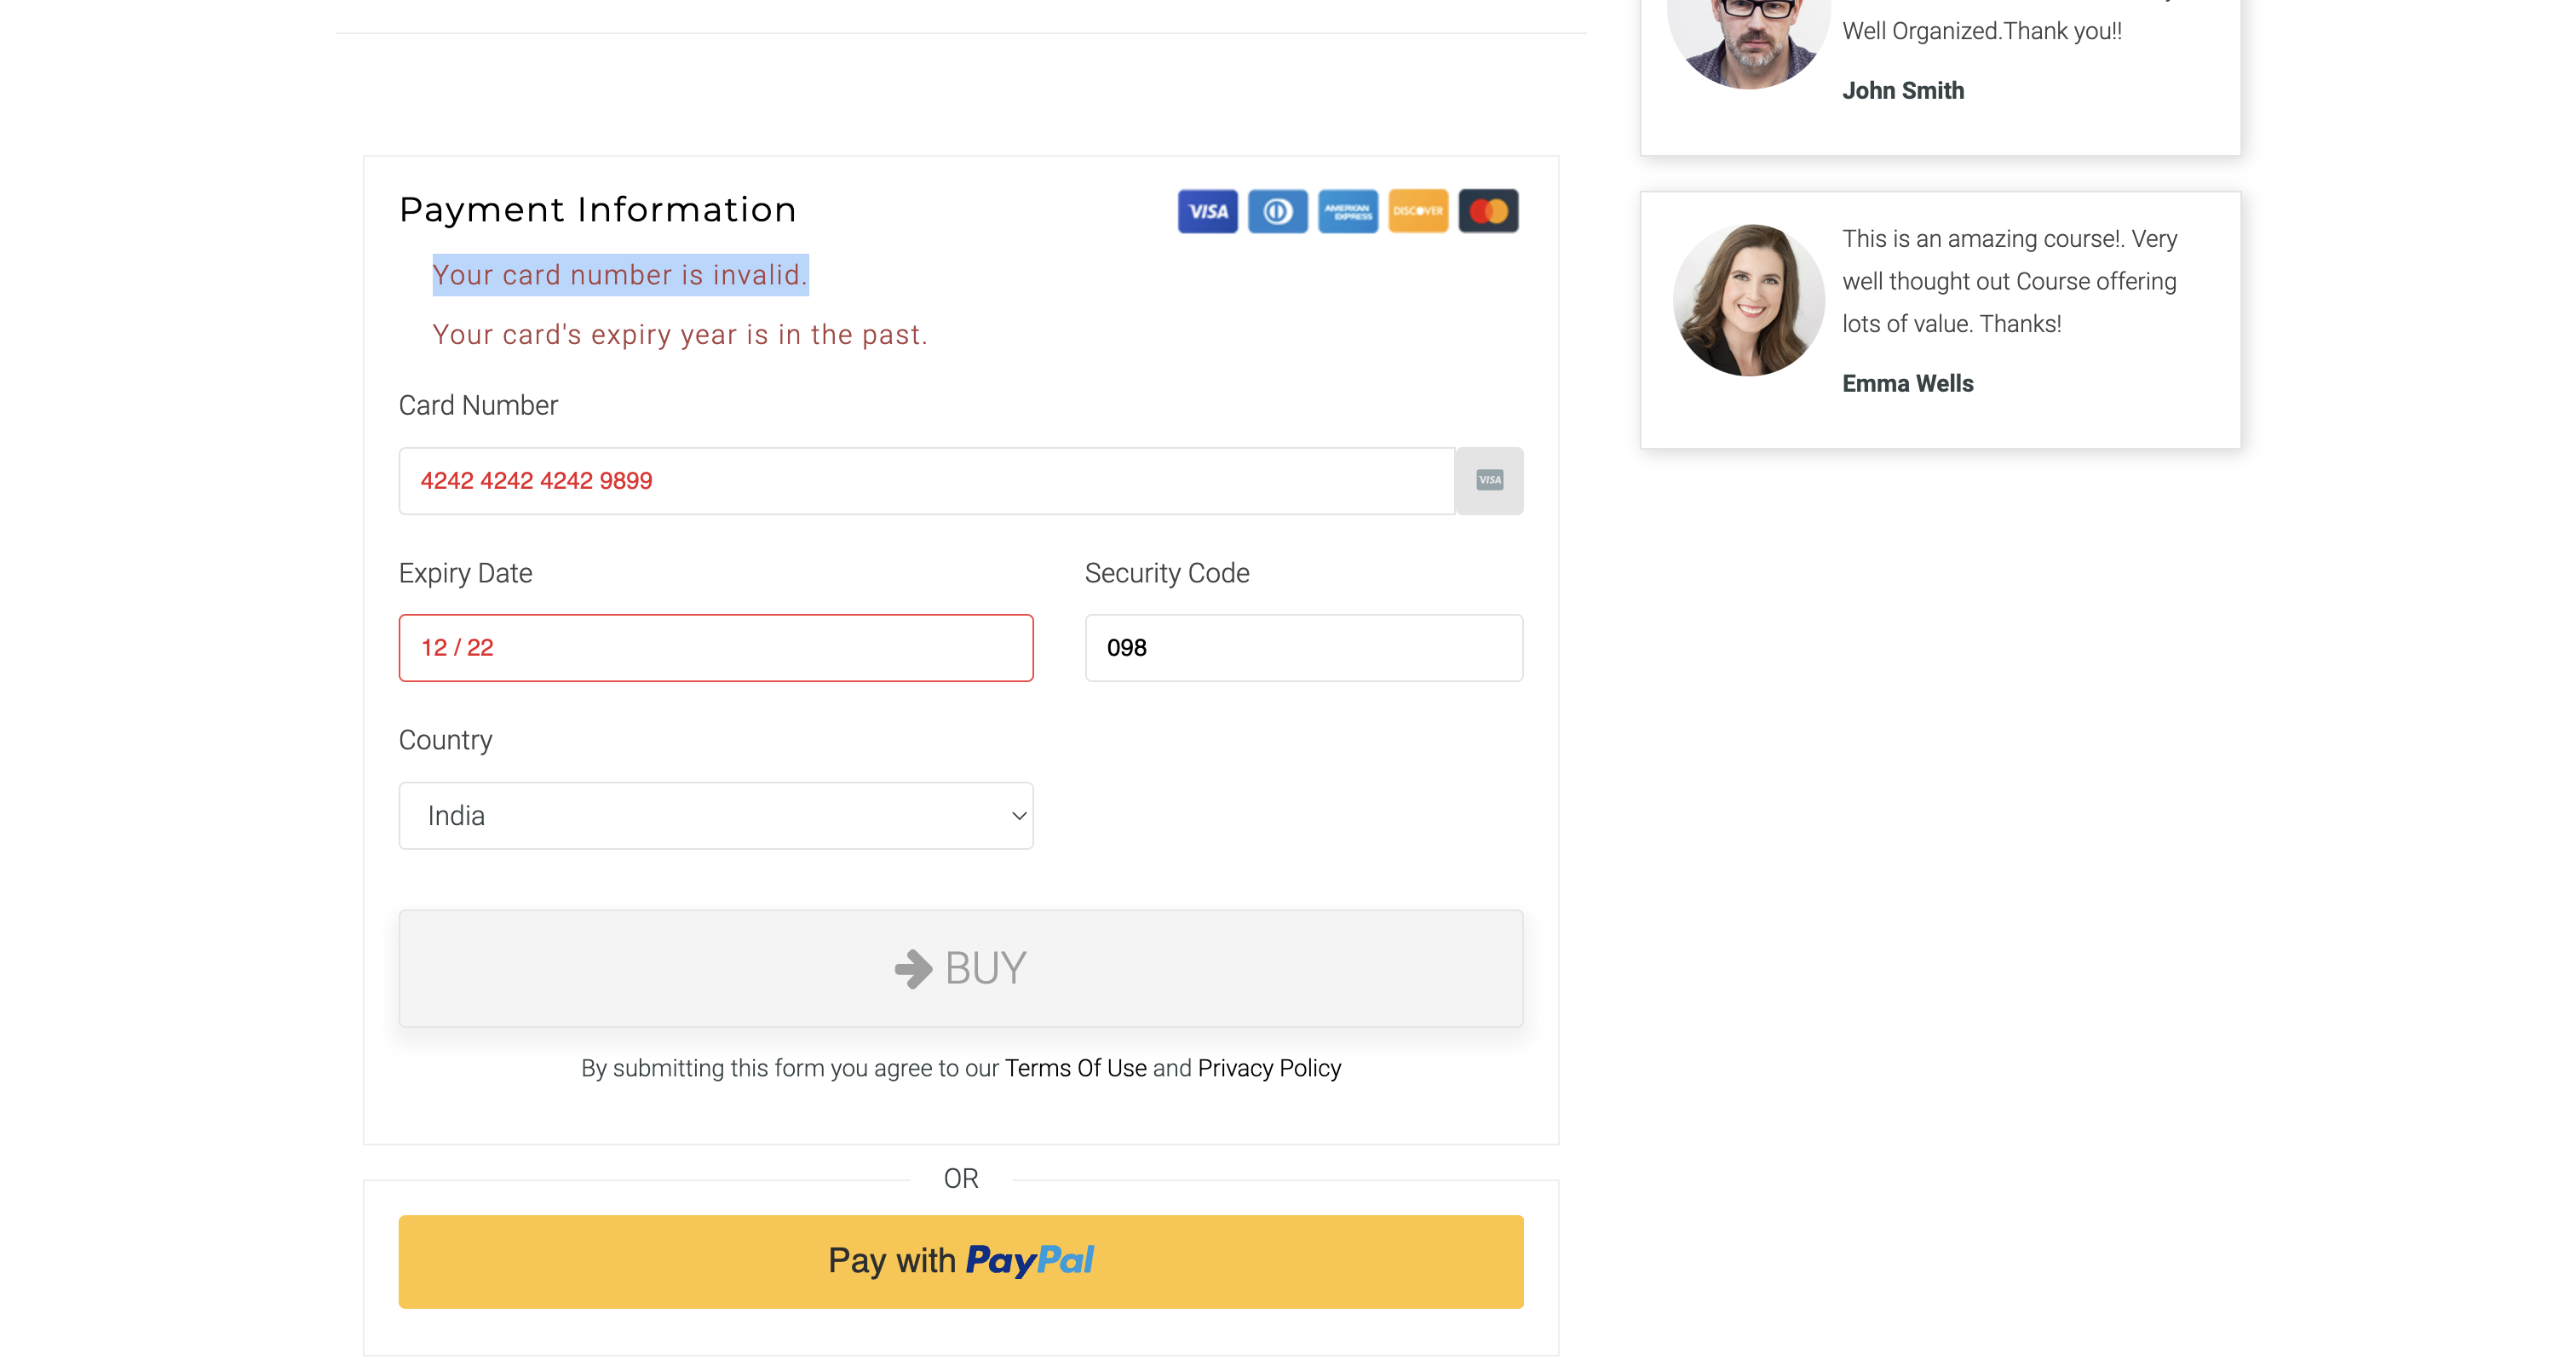 Well Organized.Thank you!!
John Smith
Payment Information
VISA
AMERICAN EXPRESS
DISCOVER
Your card number is invalid.
Your card's expiry year is in the past.
Card Number
4242 4242 4242 9899
VISA
Expiry Date
Security Code
12 / 22
098
Country
India
BUY
By submitting this form you agree to our Terms Of Use and Privacy Policy
OR
Pay with PayPal
This is an amazing course!. Very
well thought out Course offering
lots of value. Thanks!
Emma Wells